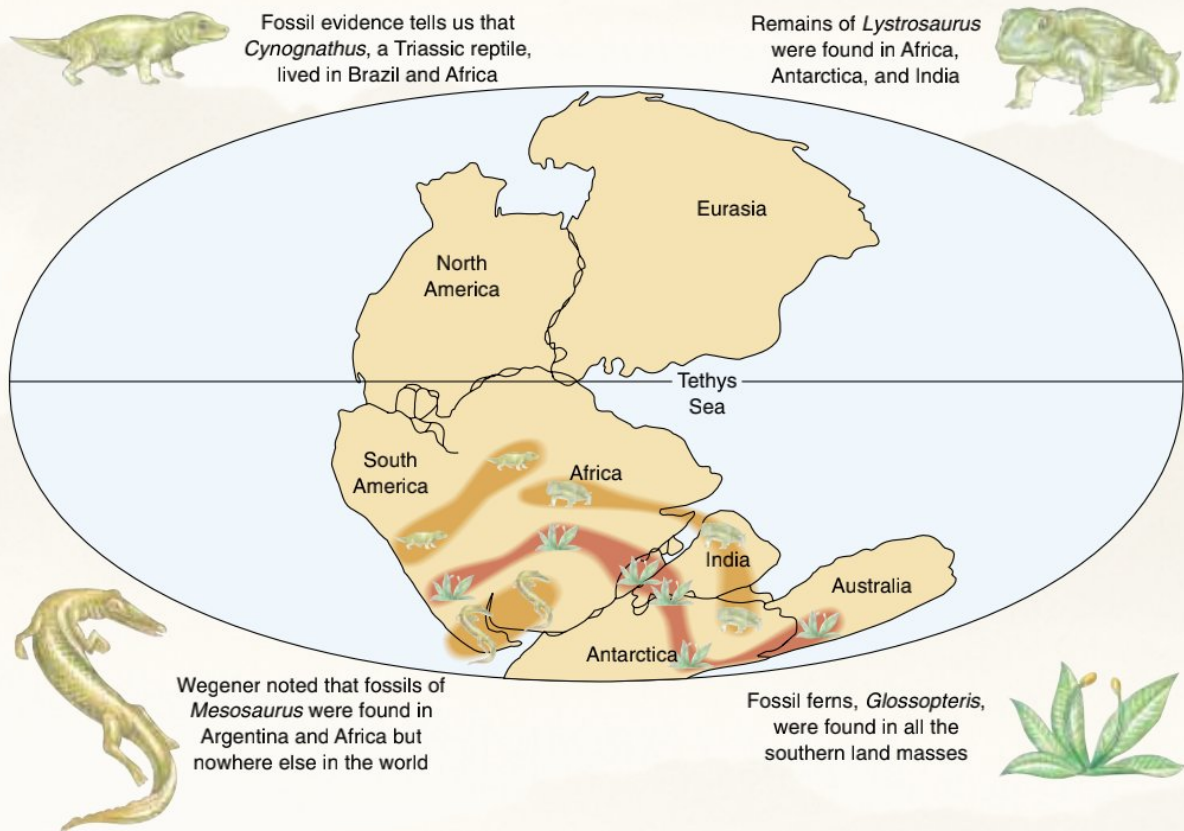 Fossil evidence tells us that
Cynognathus, a Triassic reptile,
lived in Brazil and Africa
Remains of Lystrosaurus
were found in Africa,
Antarctica, and India
Eurasia
North
America
Tethys
Sea
South
America
Africa
India
Australia
Antarctica
Wegener noted that fossils of
Mesosaurus were found in
Argentina and Africa but
nowhere else in the world
Fossil ferns, Glossopteris,
were found in all the
southern land masses